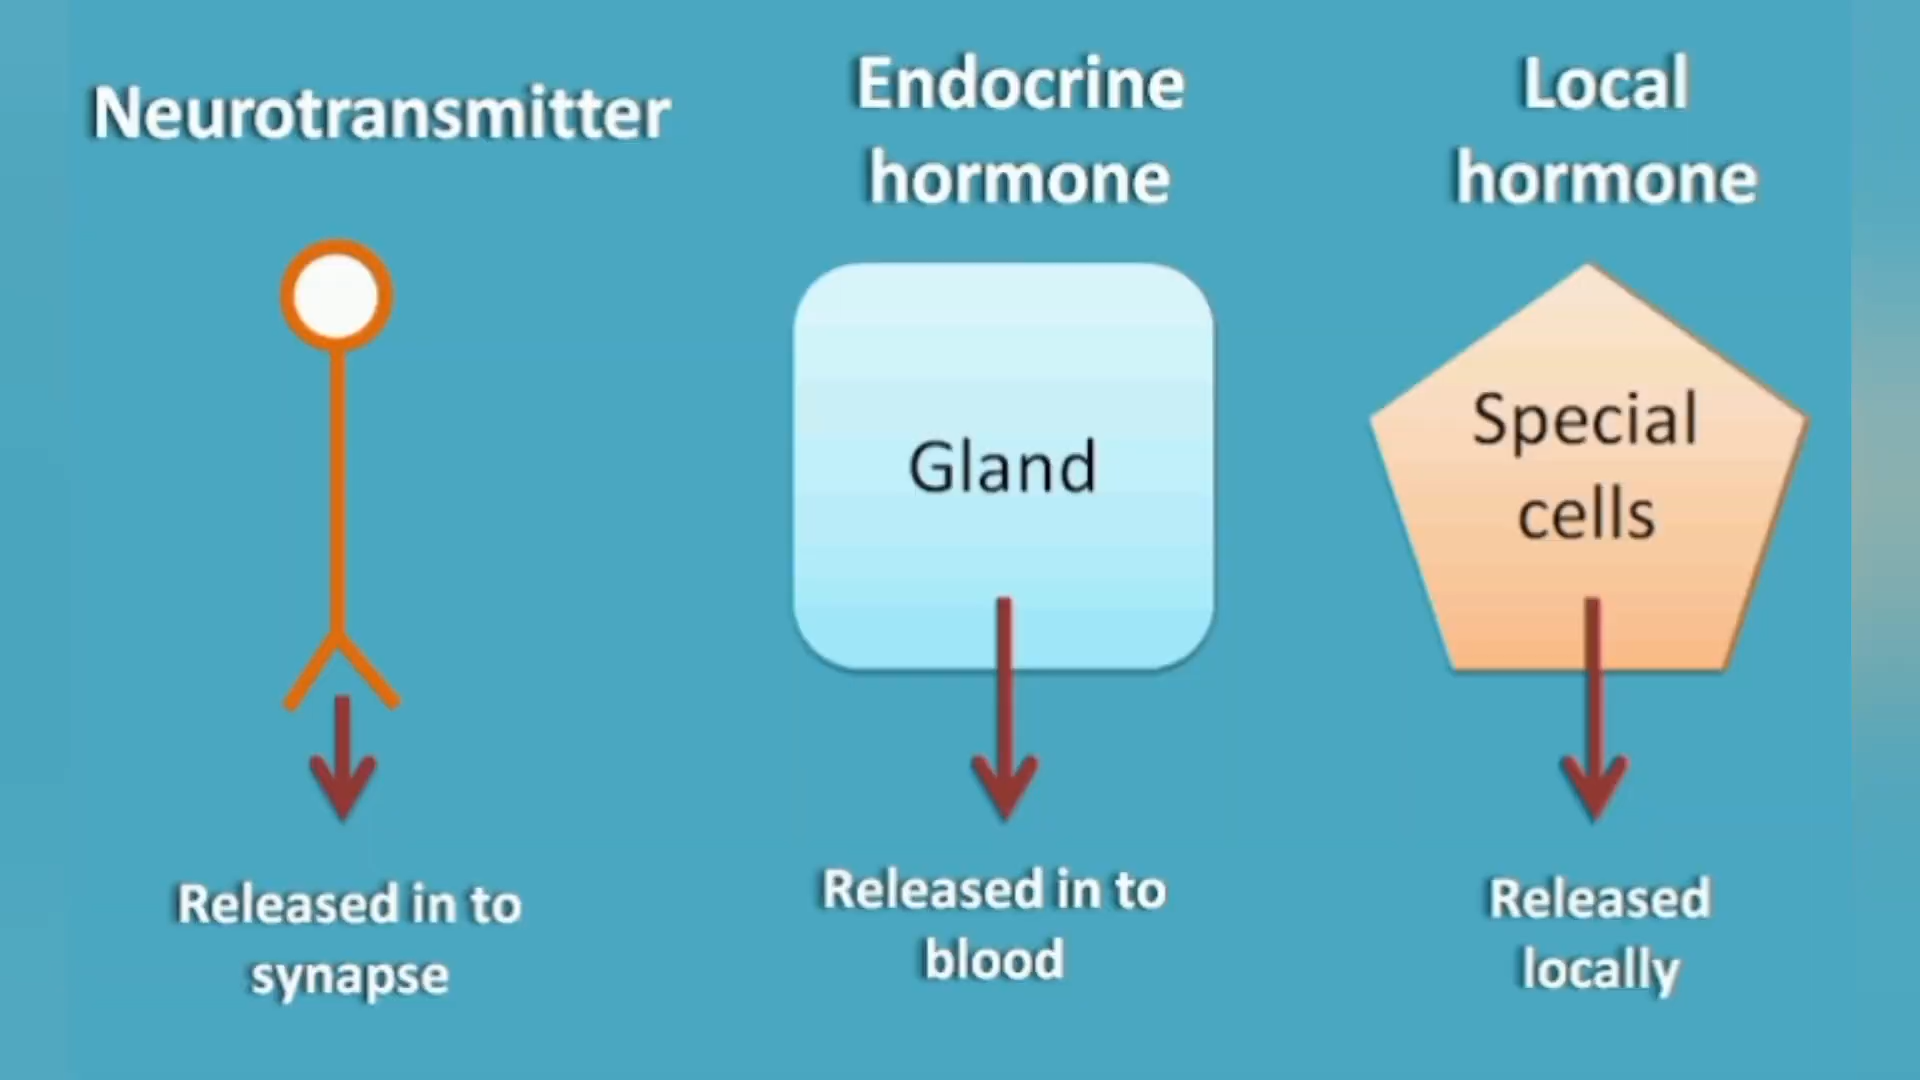 Neurotransmitter
Endocrine
hormone
Local
hormone
Gland
Special
cells
Released in to
synapse
Released in to
blood
Released
locally